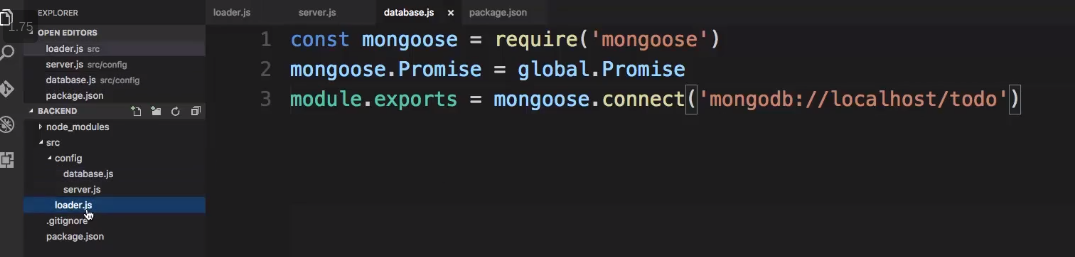 EXPLORER
loader.js
server.js
database.js ×
package.json
1.75
OPEN EDITORS
loader.js src
server.js src/config
database.js src/config
package.json
BACKEND
node_modules
src
config
database.js
server.js
loader.js
.gitignore
package.json
1 const mongoose = require('mongoose')
2 mongoose.Promise = global.Promise
3 module.exports = mongoose.connect('mongodb://localhost/todo')